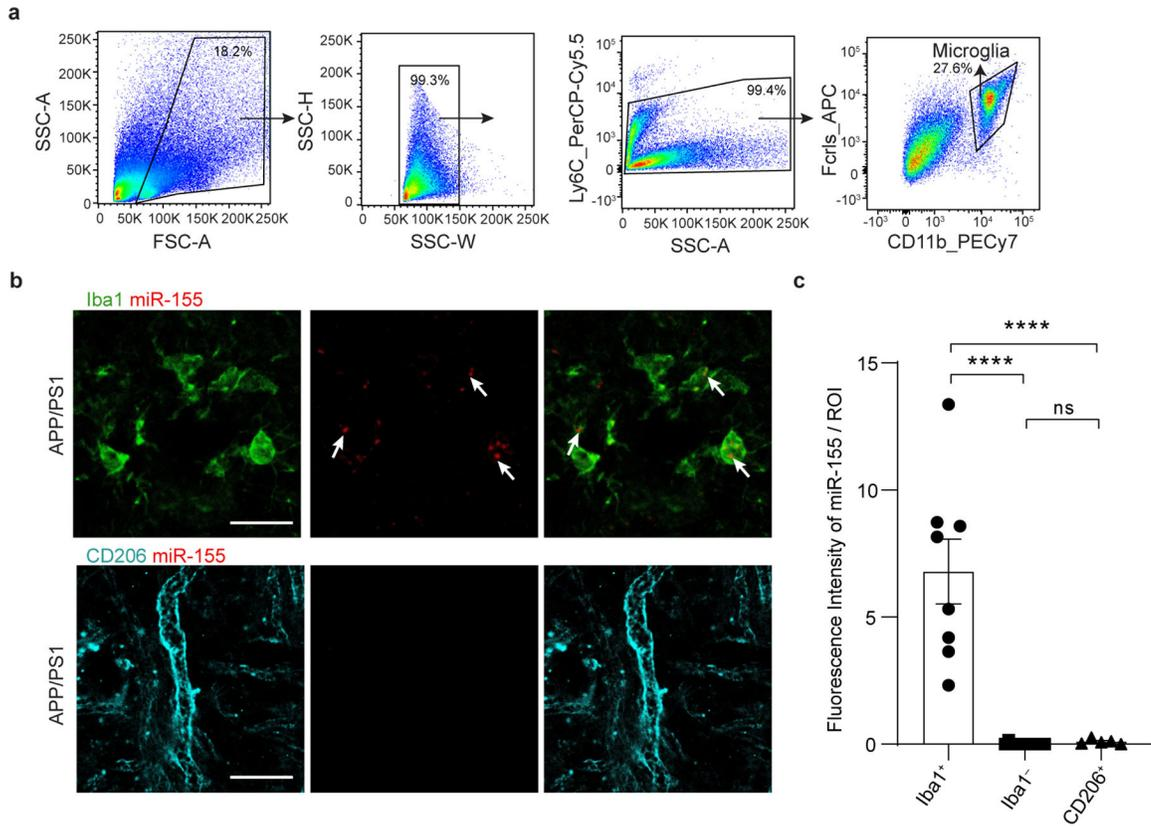 a
250K
200K
150K
100K
50K
0
SSC-A
18.2%
0 50K 100K 150K 200K 250K
FSC-A
250K
200K
150K
100K
50K
0
SSC-H
99.3%
0 50K 100K 150K 200K 250K
SSC-W
10⁵
10⁴
10³
0
-10³
Ly6C_PerCP-Cy5.5
99.4%
0 50K 100K 150K 200K 250K
SSC-A
10⁵
10⁴
10³
0
-10³
Fcrls_APC
Microglia
27.6%
-10³ 0 10³ 10⁴ 10⁵
CD11b_PECy7
b
Iba1 miR-155
APP/PS1
CD206 miR-155
APP/PS1
c
****
****
ns
15
10
5
0
Fluorescence Intensity of miR-155 / ROI
Iba1⁺
Iba1⁻
CD206⁺